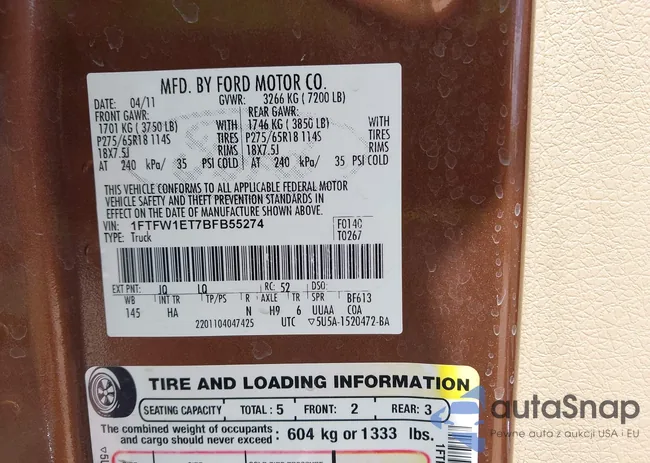 MFD. BY FORD MOTOR CO.
DATE: 04/11 GVWR: 3266 KG ( 7200 LB)
FRONT GAWR: REAR GAWR:
1701 KG ( 3750 LB) WITH 1746 KG ( 3850 LB) WITH
P275/65R18 114S TIRES P275/65R18 114S TIRES
18X7.5J RIMS 18X7.5J RIMS
AT 240 kPa/ 35 PSI COLD AT 240 kPa/ 35 PSI COLD
THIS VEHICLE CONFORMS TO ALL APPLICABLE FEDERAL MOTOR
VEHICLE SAFETY AND THEFT PREVENTION STANDARDS IN
EFFECT ON THE DATE OF MANUFACTURE SHOWN ABOVE.
VIN: 1FTFW1ET7BFB55274 F0140
TYPE: Truck T0267
EXT PNT: JQ LQ RC: 52 DSO:
WB INT TR TP/PS R AXLE TR SPR BF613
145 HA N H9 6 UUAA COA
2201104047425 UTC ▽5U5A-1520472-BA
TIRE AND LOADING INFORMATION
SEATING CAPACITY TOTAL : 5 FRONT: 2 REAR: 3
The combined weight of occupants
and cargo should never exceed : 604 kg or 1333 lbs.
autaSnap
Pewne auta z aukcji USA i EU